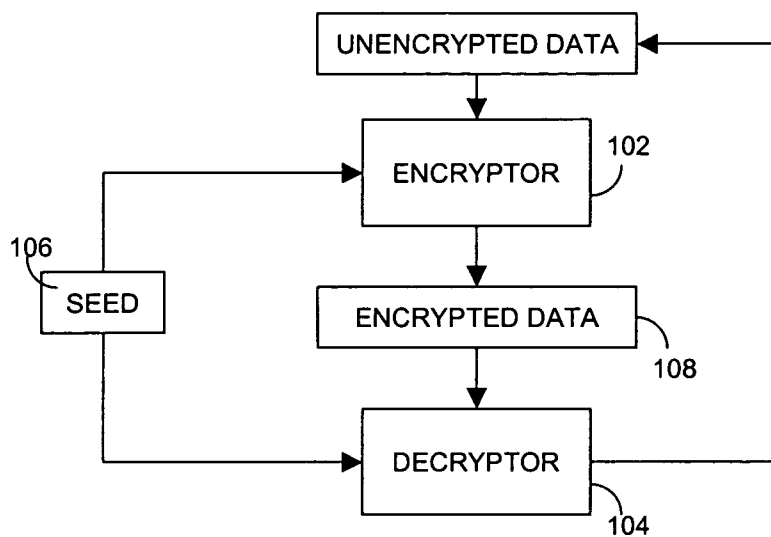 UNENCRYPTED DATA
102
ENCRYPTOR
106
SEED
ENCRYPTED DATA
108
DECRYPTOR
104